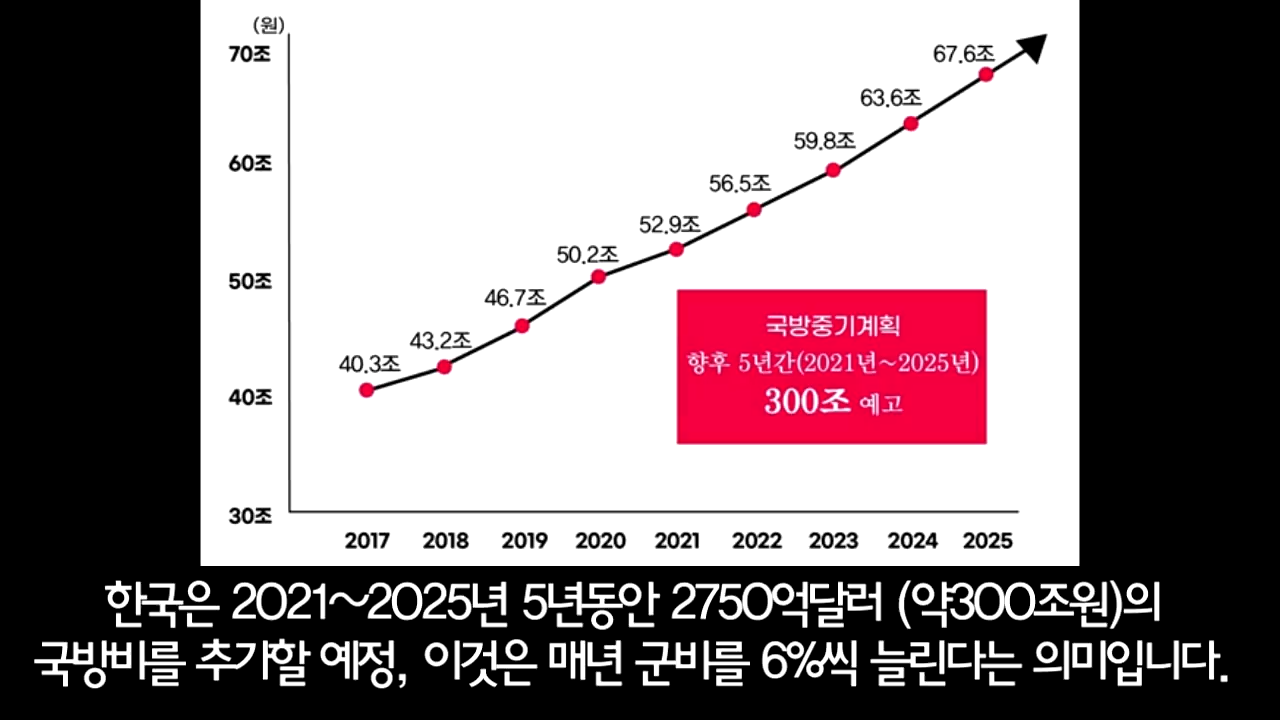 (원)
70조
60조
50조
40조
30조
40.3조
43.2조
46.7조
50.2조
52.9조
56.5조
59.8조
63.6조
67.6조
국방중기계획
향후 5년간(2021년~2025년)
300조 예고
2017 2018 2019 2020 2021 2022 2023 2024 2025
한국은 2021~2025년 5년동안 2750억달러 (약300조원)의
국방비를 추가할 예정, 이것은 매년 군비를 6%씩 늘린다는 의미입니다.